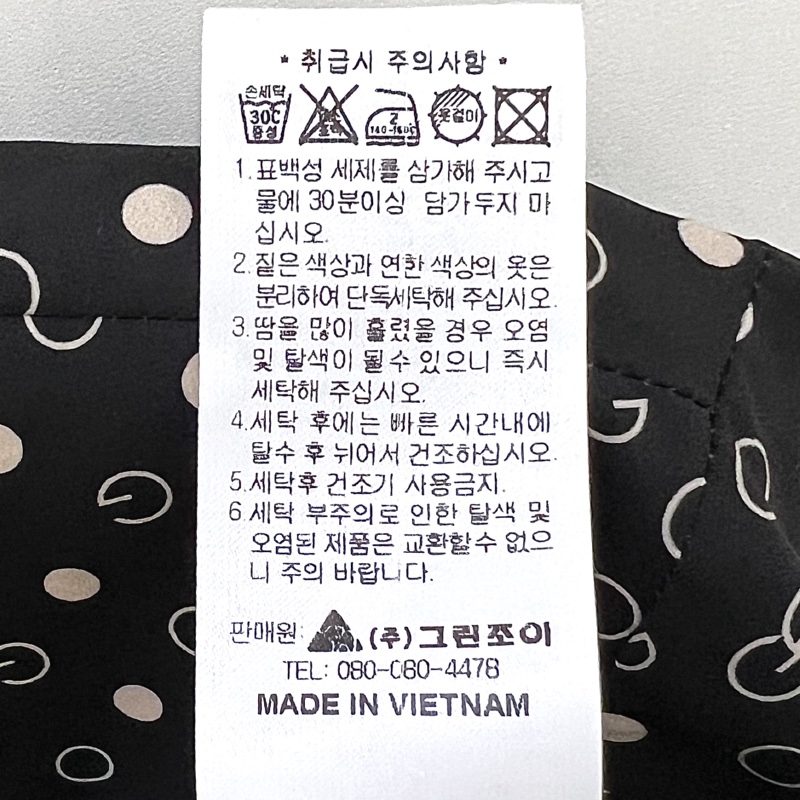 * 취급시 주의사항 *
손세탁
30℃
중성
2
140-160℃
옷걸이
1. 표백성 세제를 삼가해 주시고
물에 30분이상 담가두지 마
십시오.
2. 짙은 색상과 연한 색상의 옷은
분리하여 단독세탁해 주십시오.
3. 땀을 많이 흘렸을 경우 오염
및 탈색이 될수 있으니 즉시
세탁해 주십시오.
4. 세탁 후에는 빠른 시간내에
탈수 후 뉘어서 건조하십시오.
5. 세탁후 건조기 사용금지.
6 세탁 부주의로 인한 탈색 및
오염된 제품은 교환할수 없으
니 주의 바랍니다.
판매원: (주)그린조이
TEL: 080-080-4478
MADE IN VIETNAM